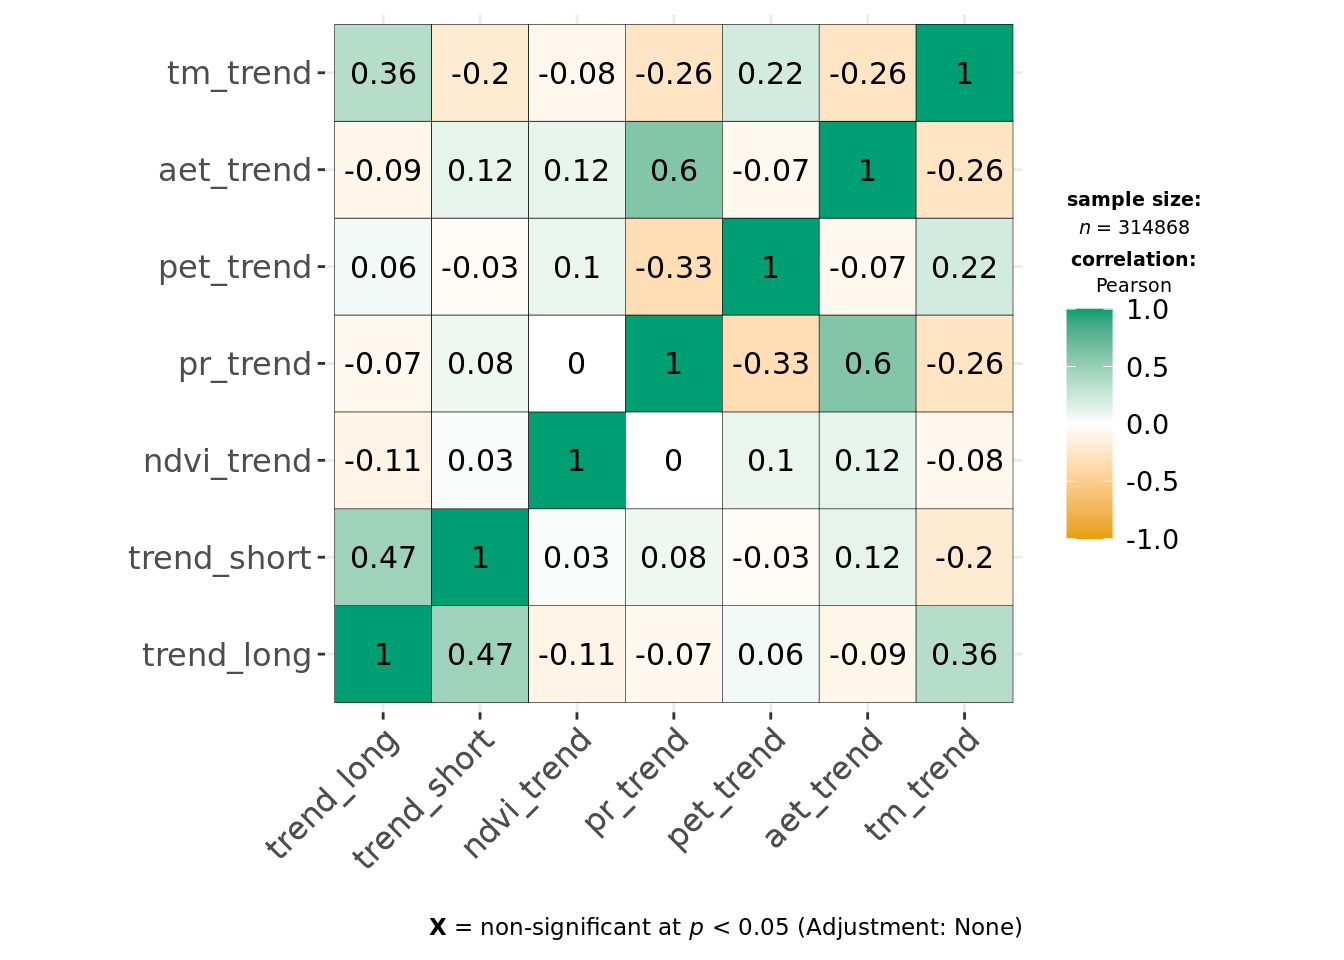 tm_trend 0.36 -0.2 -0.08 -0.26 0.22 -0.26 1
aet_trend -0.09 0.12 0.12 0.6 -0.07 1 -0.26
pet_trend 0.06 -0.03 0.1 -0.33 1 -0.07 0.22
pr_trend -0.07 0.08 0 1 -0.33 0.6 -0.26
ndvi_trend -0.11 0.03 1 0 0.1 0.12 -0.08
trend_short 0.47 1 0.03 0.08 -0.03 0.12 -0.2
trend_long 1 0.47 -0.11 -0.07 0.06 -0.09 0.36
trend_long trend_short ndvi_trend pr_trend pet_trend aet_trend tm_trend
sample size:
n = 314868
correlation:
Pearson
1.0
0.5
0.0
-0.5
-1.0
X = non-significant at p < 0.05 (Adjustment: None)